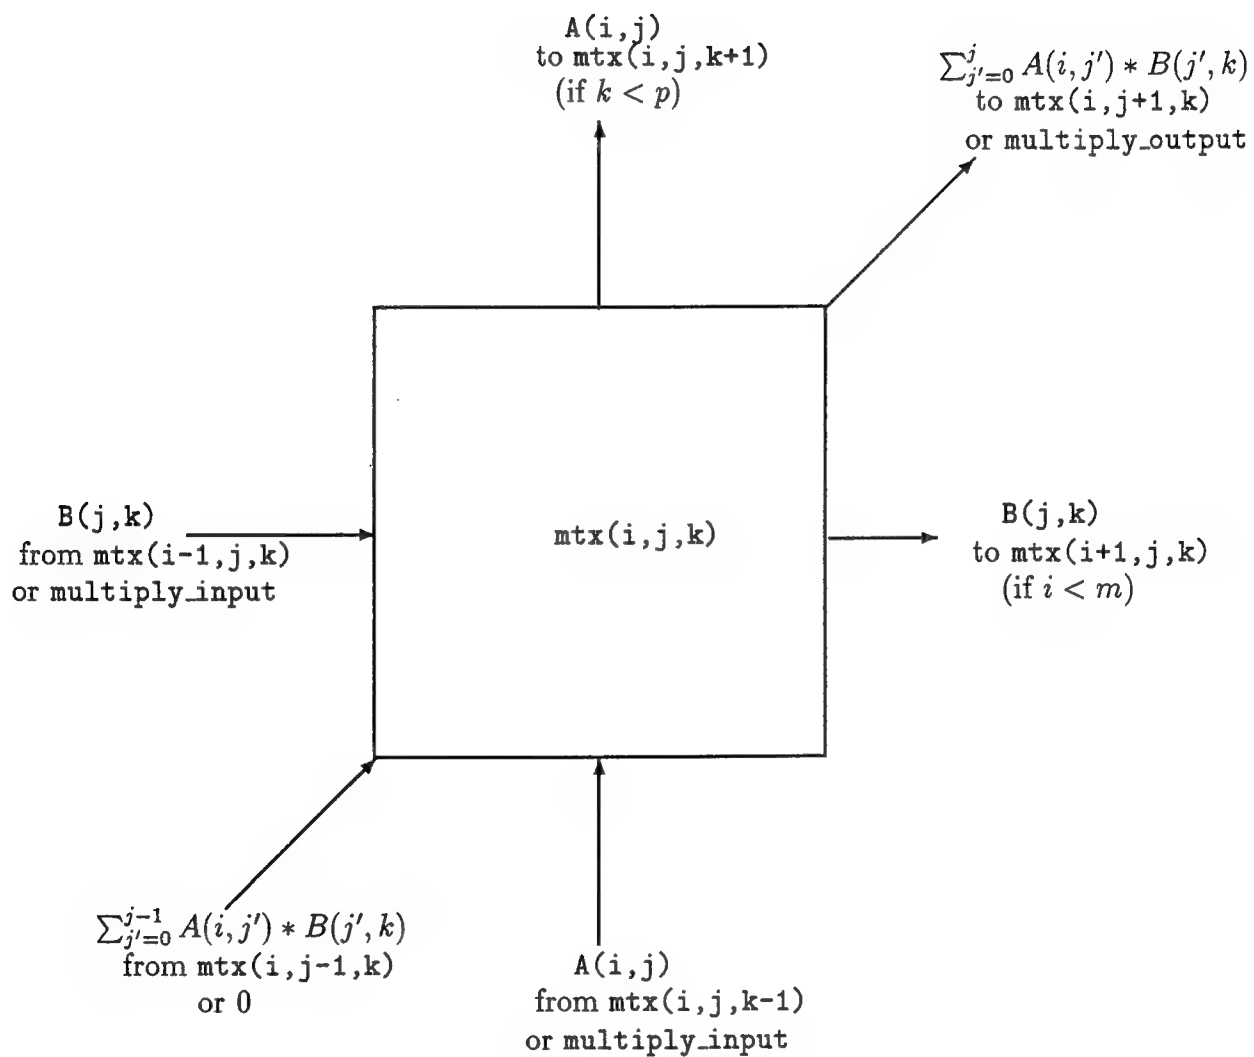 A(i,j)
to mtx(i,j,k+1)
(if k < p)
∑_{j'=0}^{j} A(i, j') * B(j', k)
to mtx(i,j+1,k)
or multiply_output
B(j,k)
from mtx(i-1,j,k)
or multiply_input
mtx(i,j,k)
B(j,k)
to mtx(i+1,j,k)
(if i < m)
∑_{j'=0}^{j-1} A(i, j') * B(j', k)
from mtx(i,j-1,k)
or 0
A(i,j)
from mtx(i,j,k-1)
or multiply_input